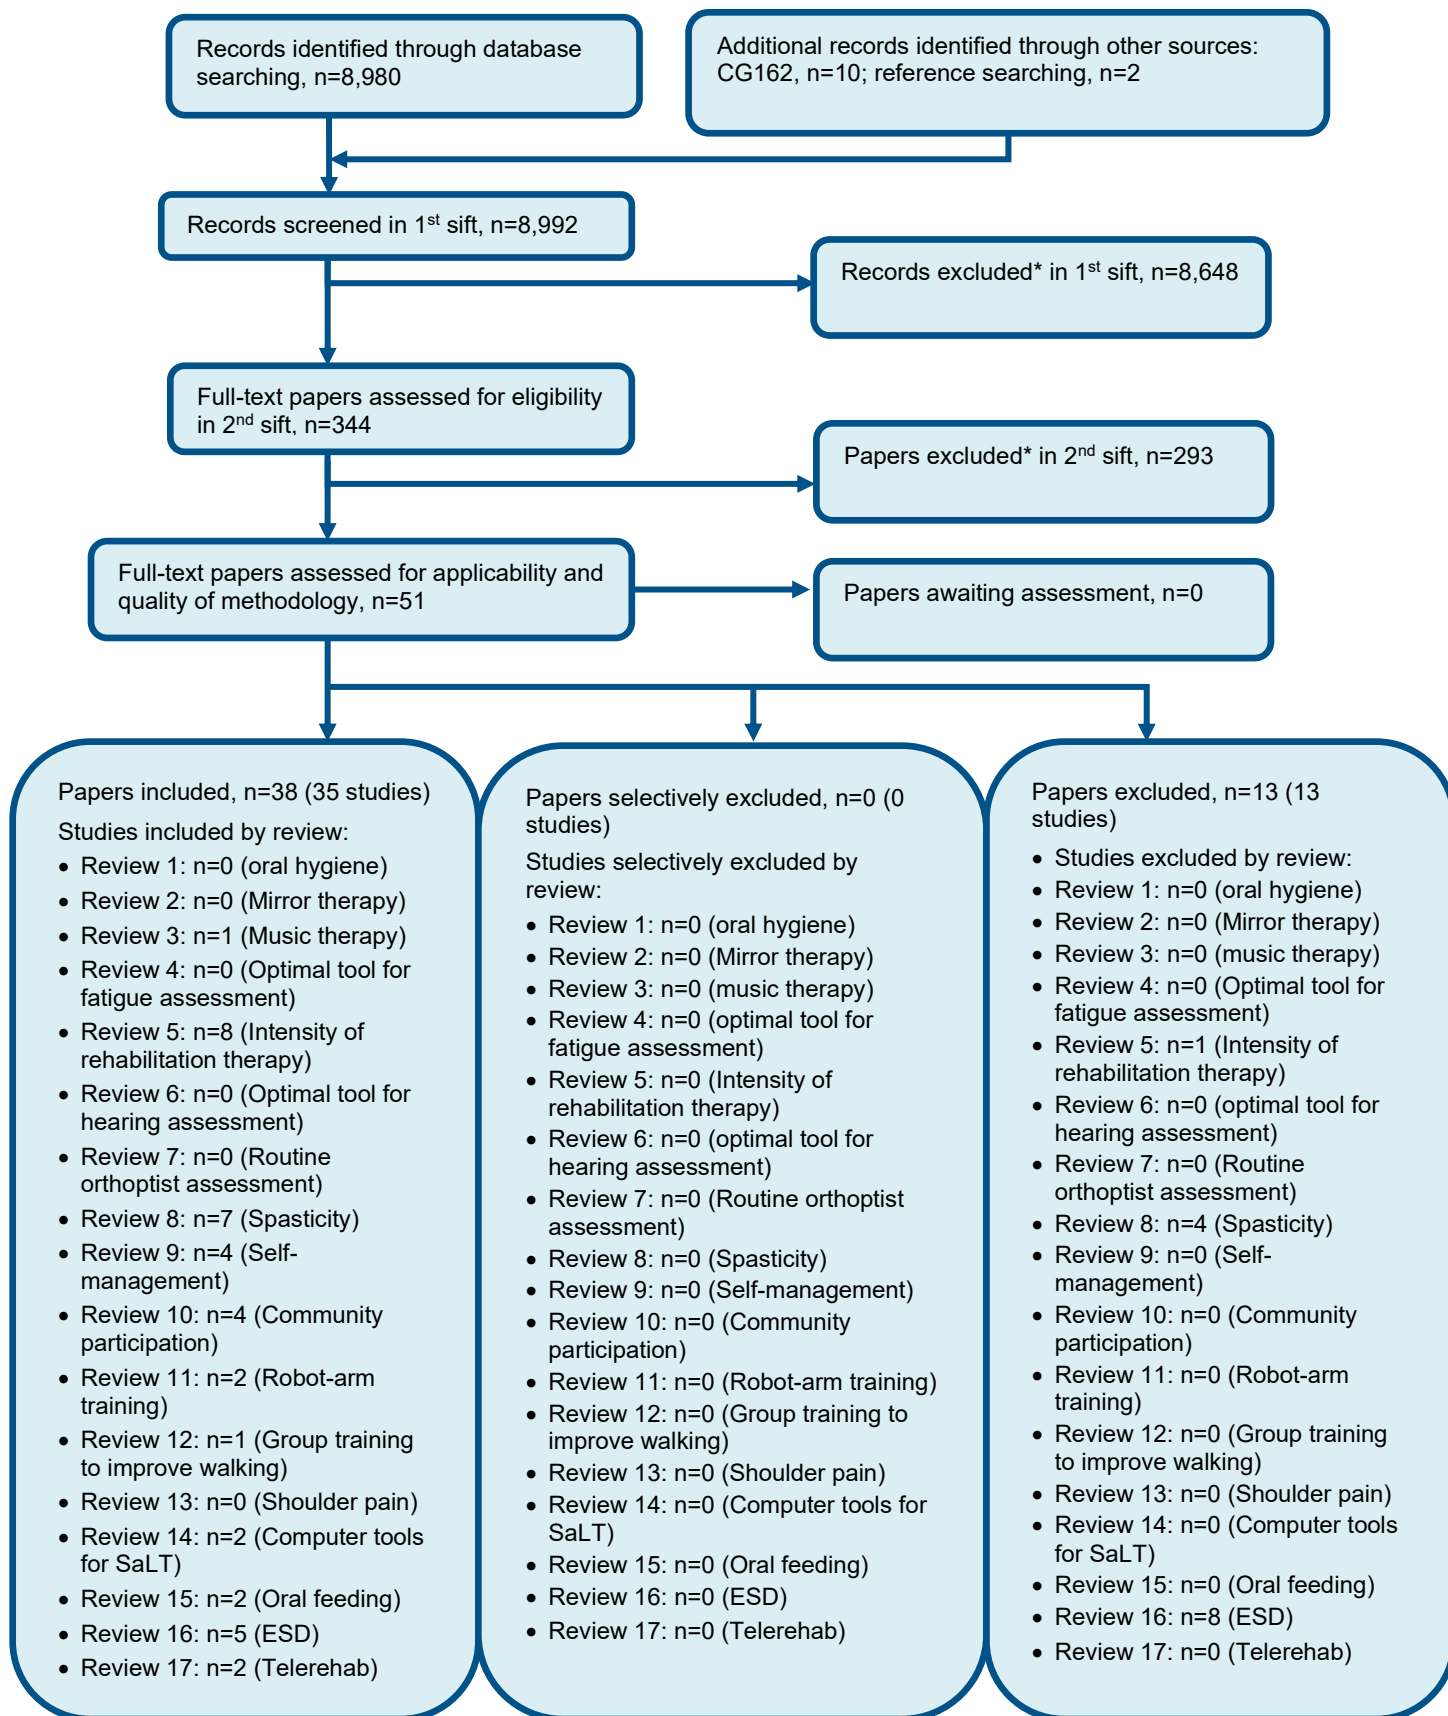 Records identified through database
searching, n=8,980
Additional records identified through other sources:
CG162, n=10; reference searching, n=2
Records screened in 1st sift, n=8,992
Records excluded* in 1st sift, n=8,648
Full-text papers assessed for eligibility
in 2nd sift, n=344
Papers excluded* in 2nd sift, n=293
Full-text papers assessed for applicability and
quality of methodology, n=51
Papers awaiting assessment, n=0
Papers included, n=38 (35 studies)
Studies included by review:
• Review 1: n=0 (oral hygiene)
• Review 2: n=0 (Mirror therapy)
• Review 3: n=1 (Music therapy)
• Review 4: n=0 (Optimal tool for
fatigue assessment)
• Review 5: n=8 (Intensity of
rehabilitation therapy)
• Review 6: n=0 (Optimal tool for
hearing assessment)
• Review 7: n=0 (Routine
orthoptist assessment)
• Review 8: n=7 (Spasticity)
• Review 9: n=4 (Self-
management)
• Review 10: n=4 (Community
participation)
• Review 11: n=2 (Robot-arm
training)
• Review 12: n=1 (Group training
to improve walking)
• Review 13: n=0 (Shoulder pain)
• Review 14: n=2 (Computer tools
for SaLT)
• Review 15: n=2 (Oral feeding)
• Review 16: n=5 (ESD)
• Review 17: n=2 (Telerehab)
Papers selectively excluded, n=0 (0
studies)
Studies selectively excluded by
review:
• Review 1: n=0 (oral hygiene)
• Review 2: n=0 (Mirror therapy)
• Review 3: n=0 (music therapy)
• Review 4: n=0 (optimal tool for
fatigue assessment)
• Review 5: n=0 (Intensity of
rehabilitation therapy)
• Review 6: n=0 (optimal tool for
hearing assessment)
• Review 7: n=0 (Routine orthoptist
assessment)
• Review 8: n=0 (Spasticity)
• Review 9: n=0 (Self-management)
• Review 10: n=0 (Community
participation)
• Review 11: n=0 (Robot-arm training)
• Review 12: n=0 (Group training to
improve walking)
• Review 13: n=0 (Shoulder pain)
• Review 14: n=0 (Computer tools for
SaLT)
• Review 15: n=0 (Oral feeding)
• Review 16: n=0 (ESD)
• Review 17: n=0 (Telerehab)
Papers excluded, n=13 (13
studies)
• Studies excluded by review:
• Review 1: n=0 (oral hygiene)
• Review 2: n=0 (Mirror therapy)
• Review 3: n=0 (music therapy)
• Review 4: n=0 (Optimal tool for
fatigue assessment)
• Review 5: n=1 (Intensity of
rehabilitation therapy)
• Review 6: n=0 (optimal tool for
hearing assessment)
• Review 7: n=0 (Routine
orthoptist assessment)
• Review 8: n=4 (Spasticity)
• Review 9: n=0 (Self-
management)
• Review 10: n=0 (Community
participation)
• Review 11: n=0 (Robot-arm
training)
• Review 12: n=0 (Group training
to improve walking)
• Review 13: n=0 (Shoulder pain)
• Review 14: n=0 (Computer tools
for SaLT)
• Review 15: n=0 (Oral feeding)
• Review 16: n=8 (ESD)
• Review 17: n=0 (Telerehab)